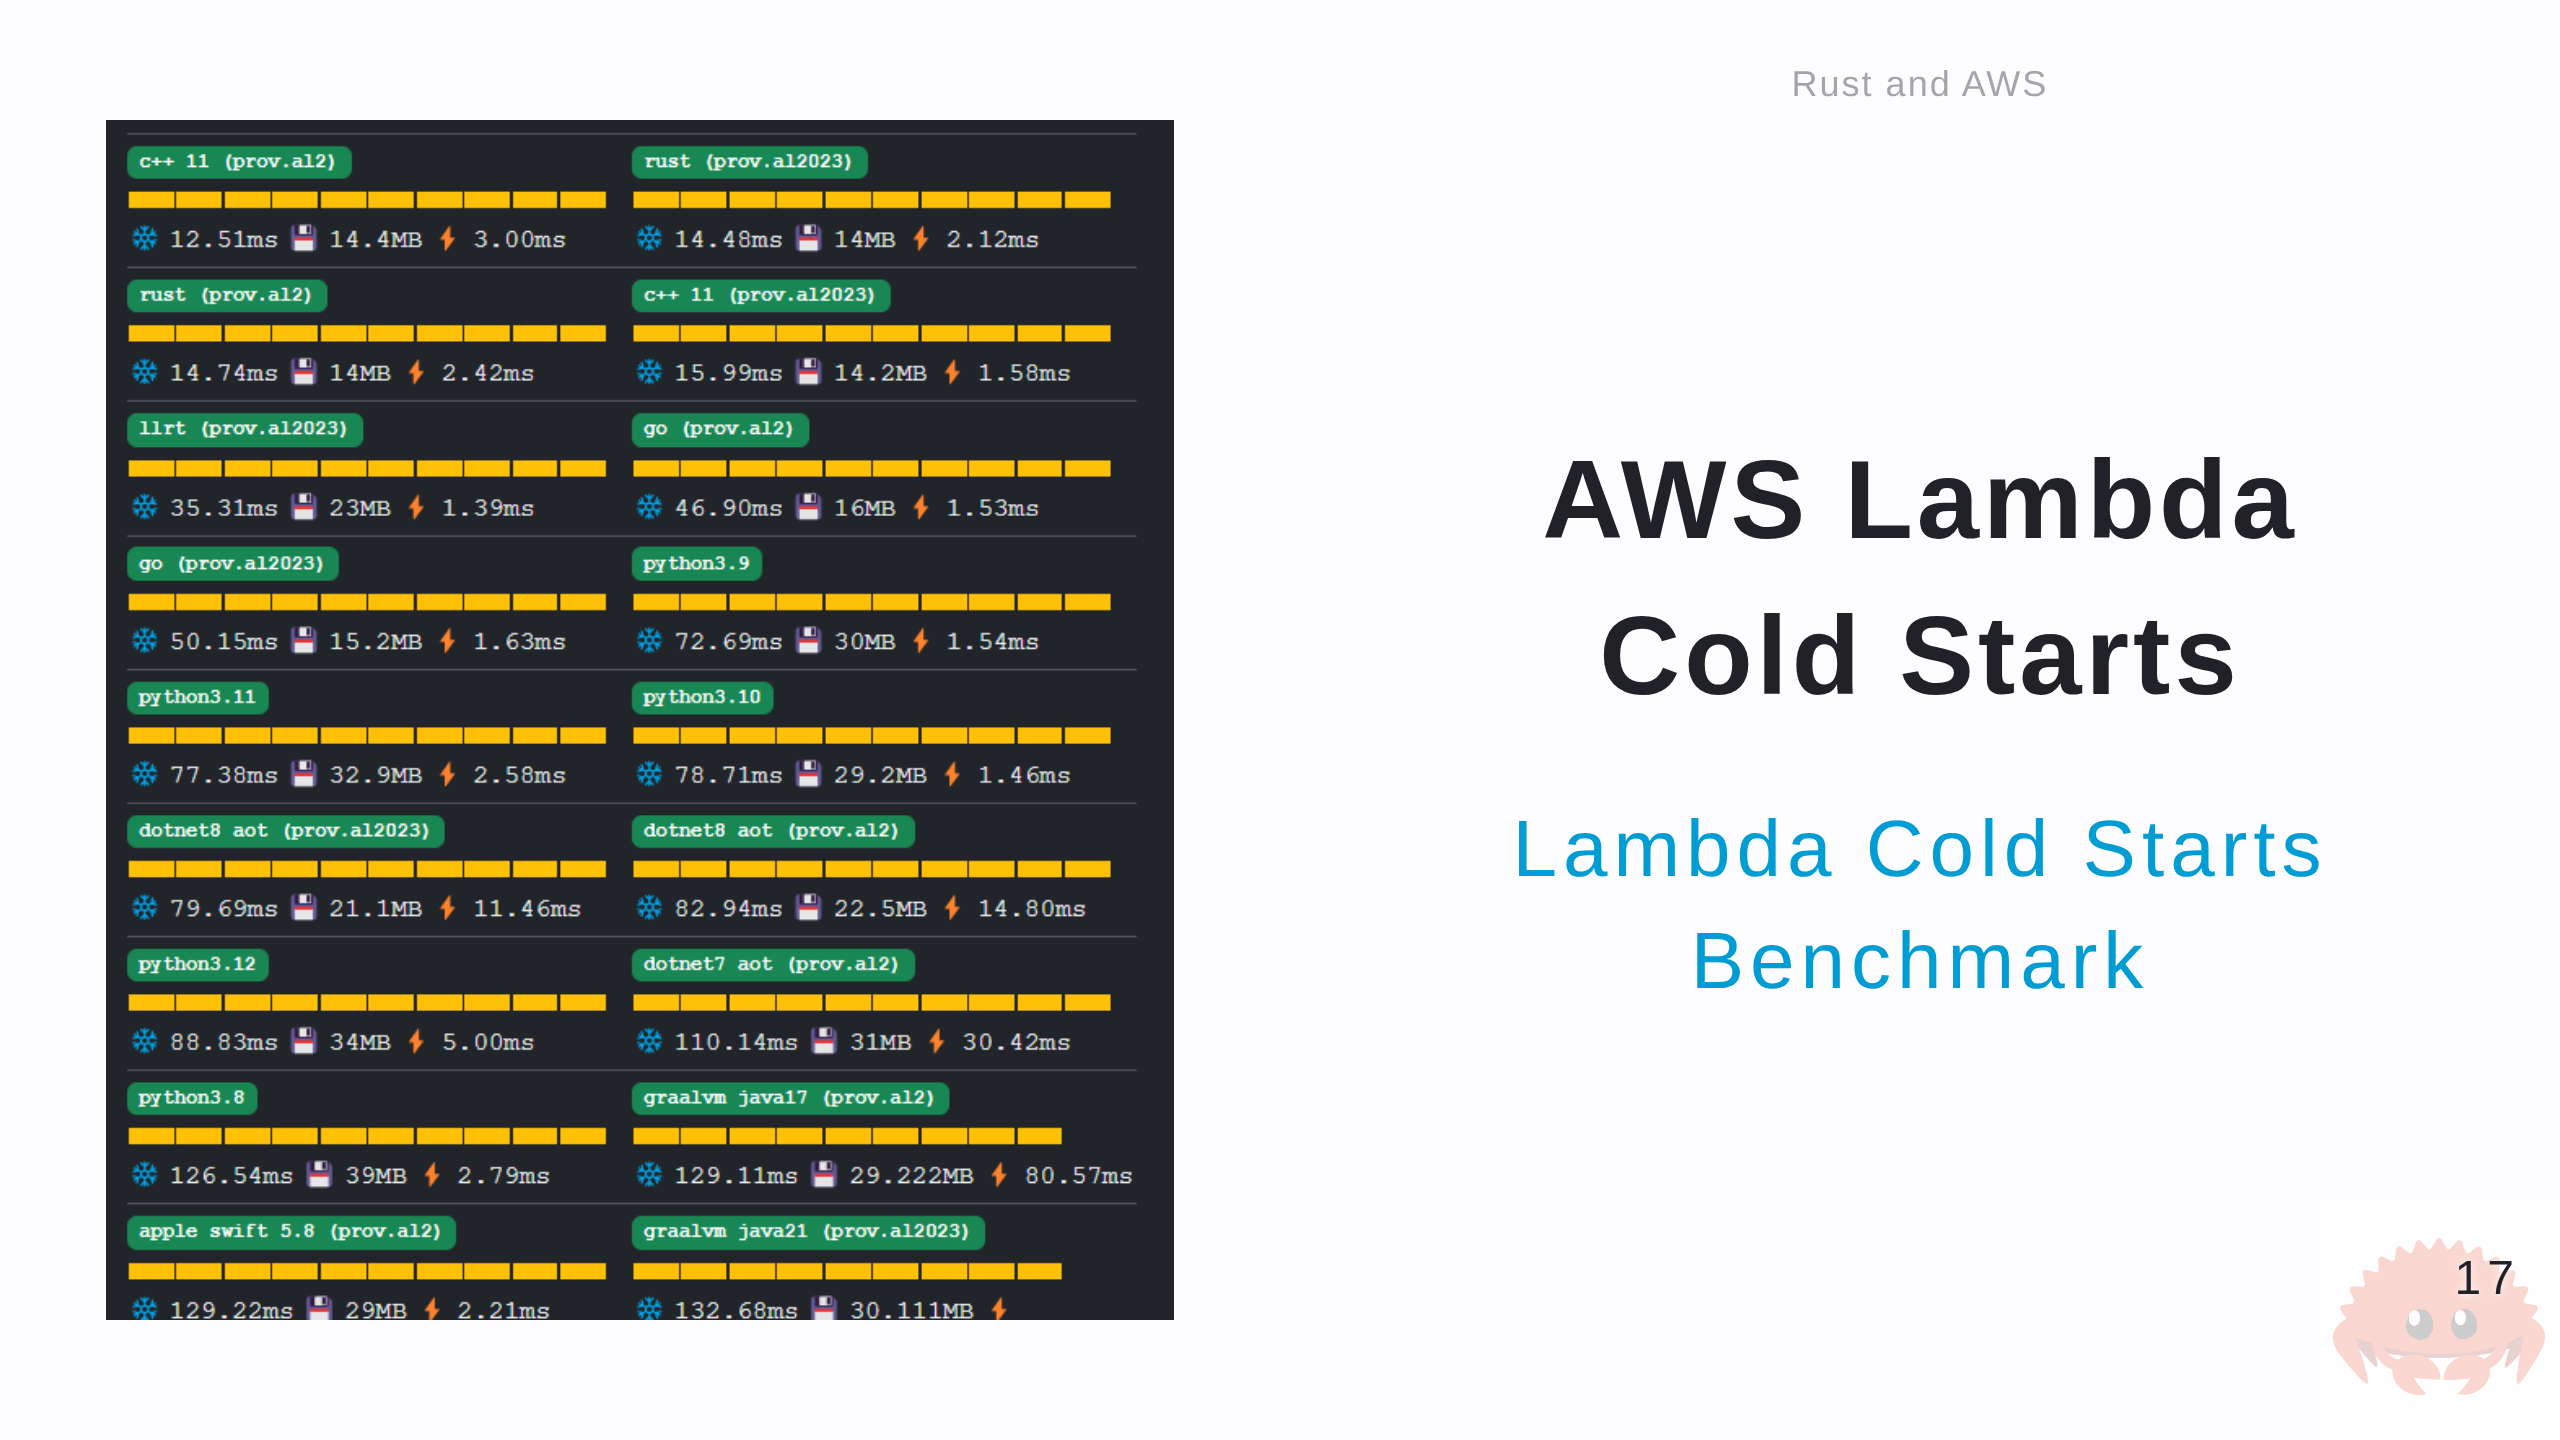 Rust and AWS
c++ 11 (prov.al2)
12.51ms 14.4MB 3.00ms
rust (prov.al2023)
14.48ms 14MB 2.12ms
rust (prov.al2)
14.74ms 14MB 2.42ms
c++ 11 (prov.al2023)
15.99ms 14.2MB 1.58ms
llrt (prov.al2023)
35.31ms 23MB 1.39ms
go (prov.al2)
46.90ms 16MB 1.53ms
go (prov.al2023)
50.15ms 15.2MB 1.63ms
python3.9
72.69ms 30MB 1.54ms
python3.11
77.38ms 32.9MB 2.58ms
python3.10
78.71ms 29.2MB 1.46ms
dotnet8 aot (prov.al2023)
79.69ms 21.1MB 11.46ms
dotnet8 aot (prov.al2)
82.94ms 22.5MB 14.80ms
python3.12
88.83ms 34MB 5.00ms
dotnet7 aot (prov.al2)
110.14ms 31MB 30.42ms
python3.8
126.54ms 39MB 2.79ms
graalvm java17 (prov.al2)
129.11ms 29.222MB 80.57ms
apple swift 5.8 (prov.al2)
129.22ms 29MB 2.21ms
graalvm java21 (prov.al2023)
132.68ms 30.111MB
AWS Lambda
Cold Starts
Lambda Cold Starts
Benchmark
17